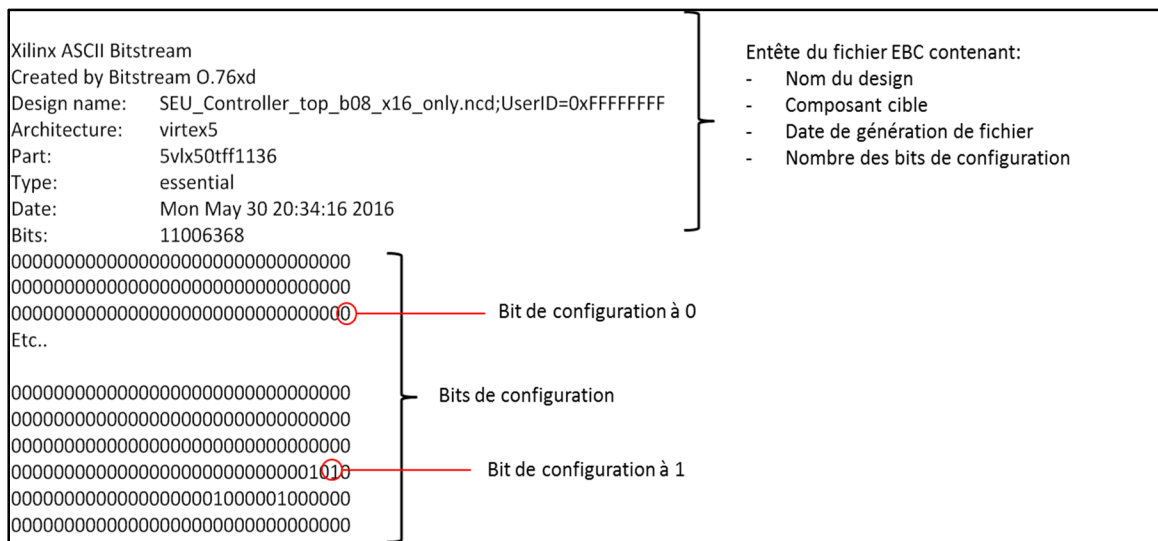 Xilinx ASCII Bitstream
Created by Bitstream O.76xd
Design name: SEU_Controller_top_b08_x16_only.ncd;UserID=0xFFFFFFFF
Architecture: virtex5
Part: 5vlx50tff1136
Type: essential
Date: Mon May 30 20:34:16 2016
Bits: 11006368
Entête du fichier EBC contenant:
- Nom du design
- Composant cible
- Date de génération de fichier
- Nombre des bits de configuration
00000000000000000000000000000000
00000000000000000000000000000000
00000000000000000000000000000000
Bit de configuration à 0
Etc..
00000000000000000000000000000000
Bits de configuration
00000000000000000000000000000000
00000000000000000000000000000000
00000000000000000000000000001010
Bit de configuration à 1
00000000000000000001000001000000
00000000000000000000000000000000